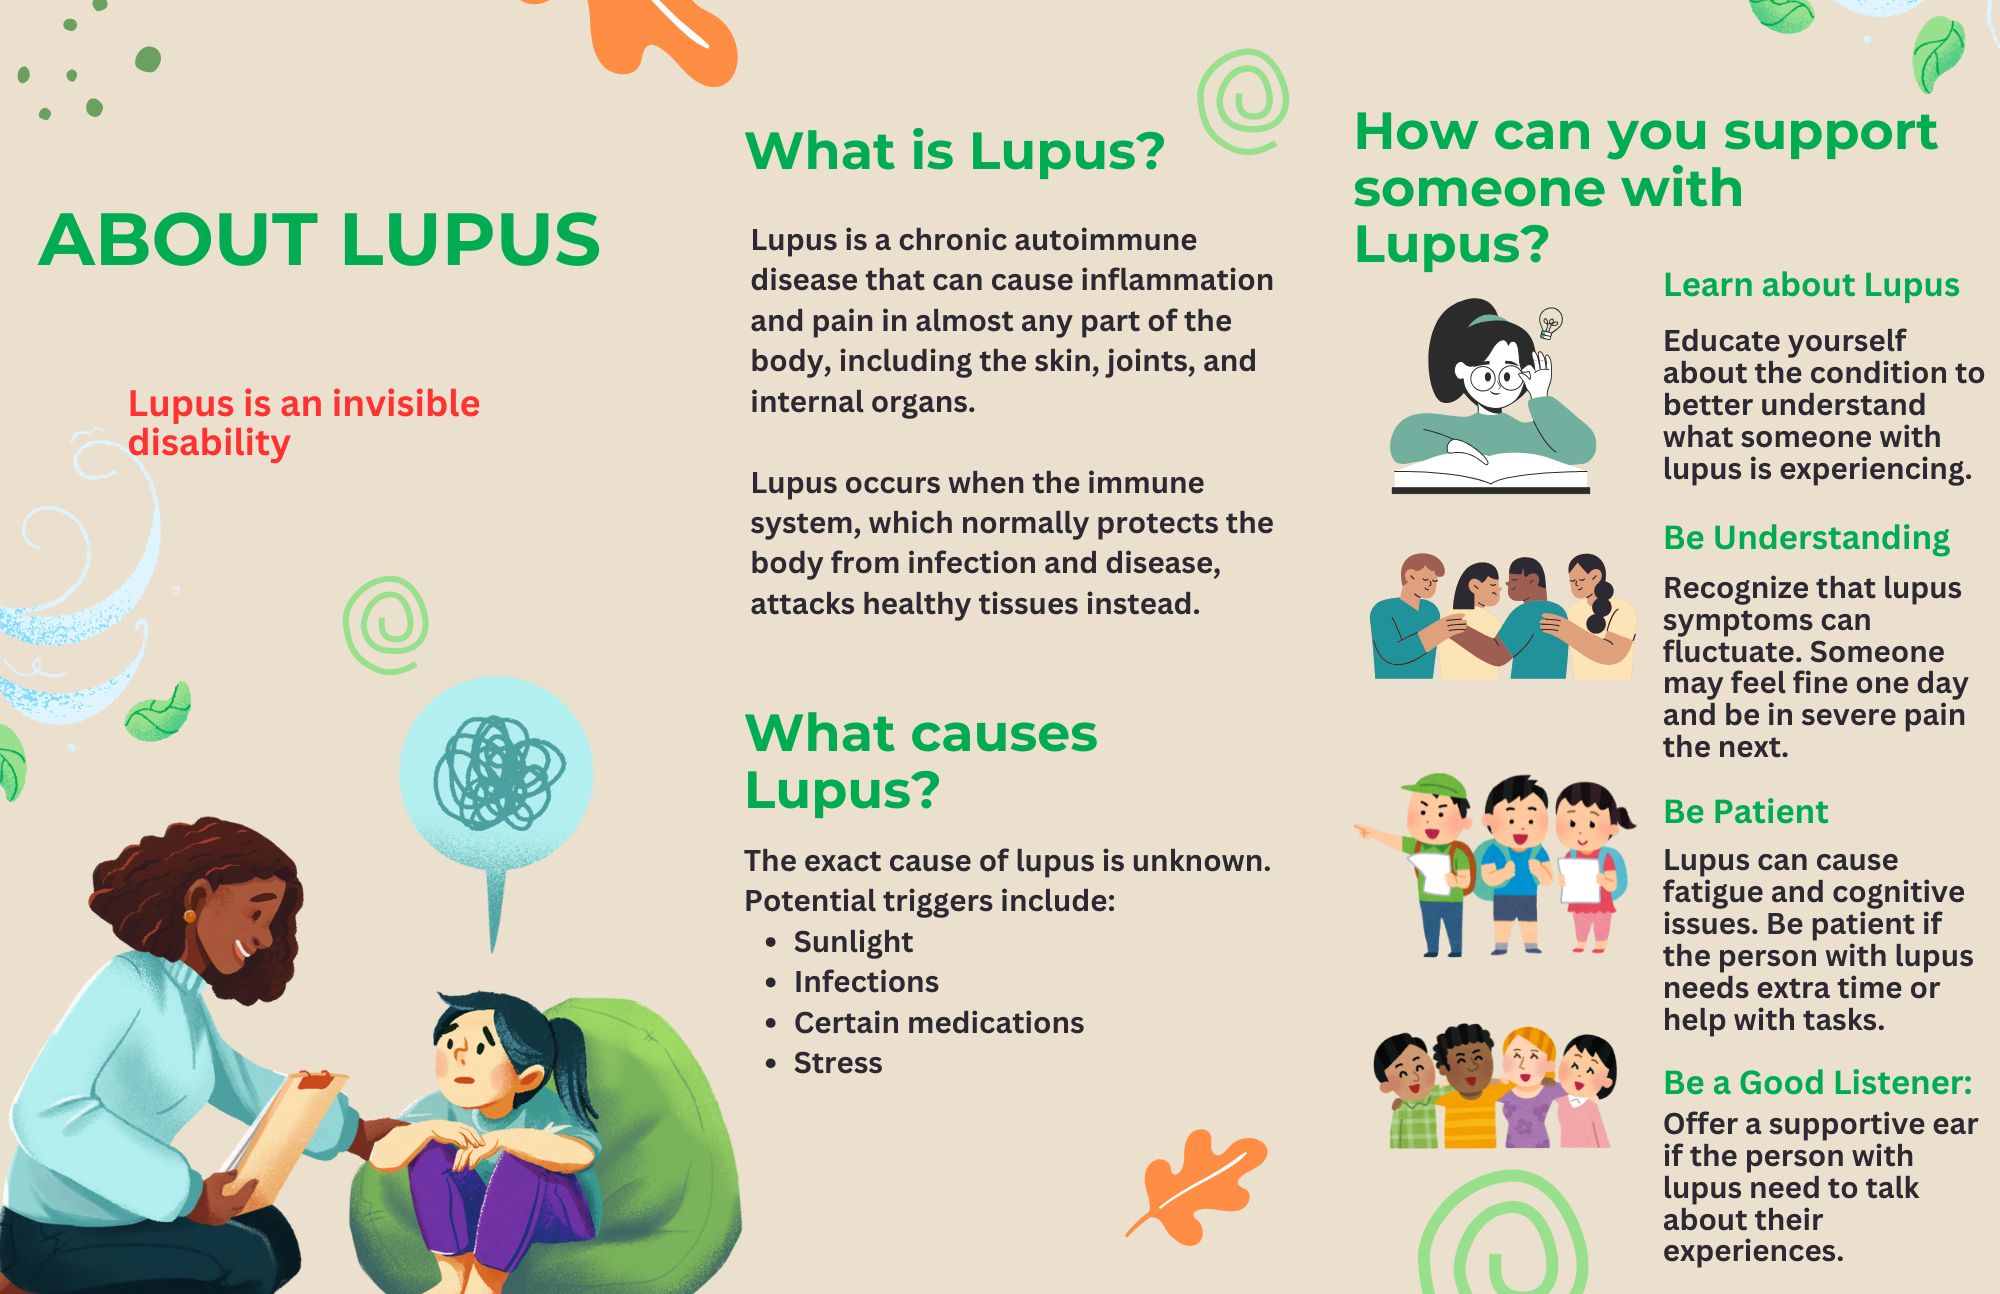 ABOUT LUPUS
Lupus is an invisible
disability
What is Lupus?
Lupus is a chronic autoimmune
disease that can cause inflammation
and pain in almost any part of the
body, including the skin, joints, and
internal organs.
Lupus occurs when the immune
system, which normally protects the
body from infection and disease,
attacks healthy tissues instead.
What causes
Lupus?
The exact cause of lupus is unknown.
Potential triggers include:
• Sunlight
• Infections
• Certain medications
• Stress
How can you support
someone with
Lupus?
Learn about Lupus
Educate yourself
about the condition to
better understand
what someone with
lupus is experiencing.
Be Understanding
Recognize that lupus
symptoms can
fluctuate. Someone
may feel fine one day
and be in severe pain
the next.
Be Patient
Lupus can cause
fatigue and cognitive
issues. Be patient if
the person with lupus
needs extra time or
help with tasks.
Be a Good Listener:
Offer a supportive ear
if the person with
lupus need to talk
about their
experiences.